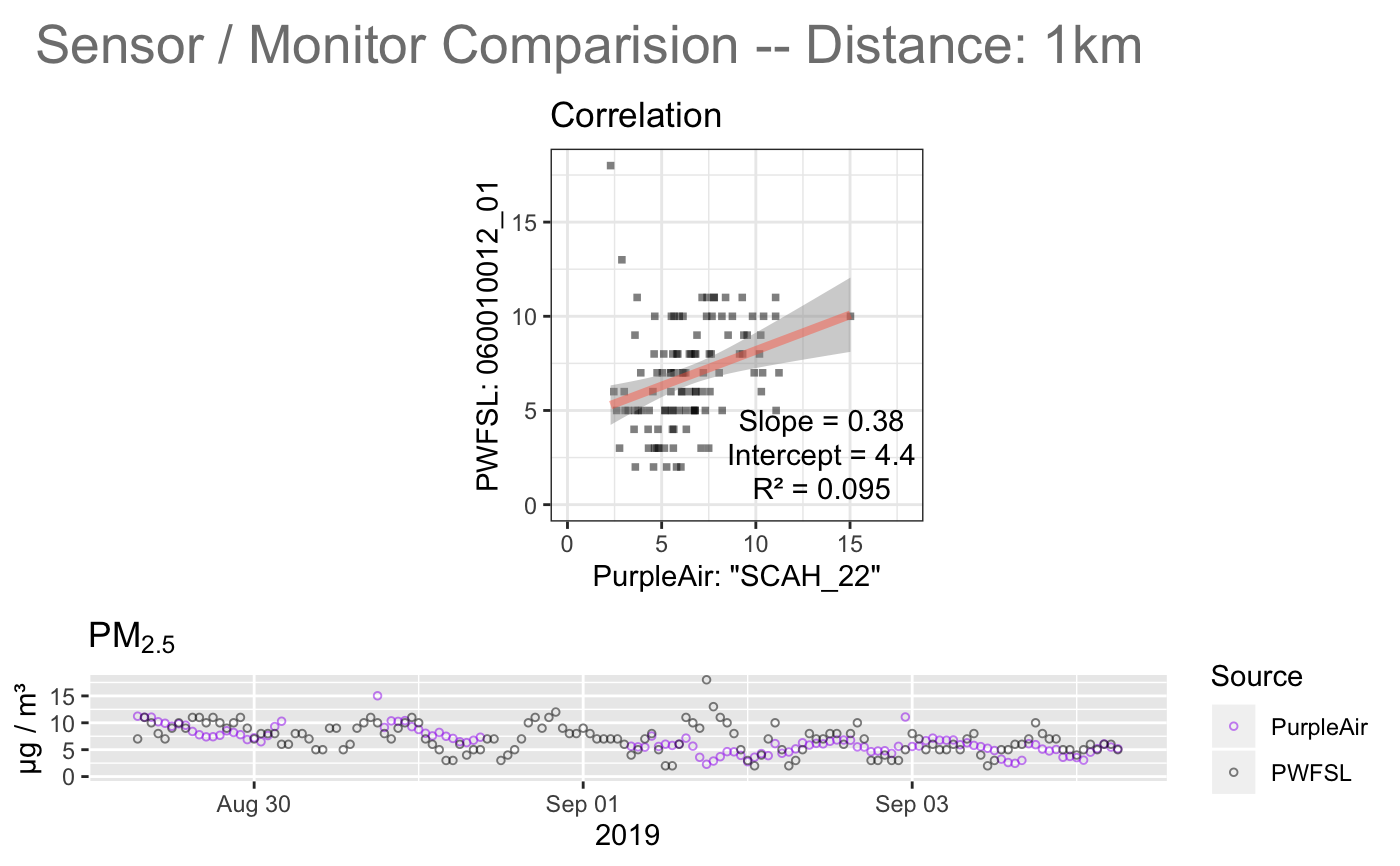 Sensor / Monitor Comparision -- Distance: 1km
Correlation
PWFSL: 060010012_01
15
10
5
0
Slope = 0.38
Intercept = 4.4
R² = 0.095
0 5 10 15
PurpleAir: "SCAH_22"
PM2.5
µg / m³
15
10
5
0
Aug 30 Sep 01 Sep 03
2019
Source
PurpleAir
PWFSL